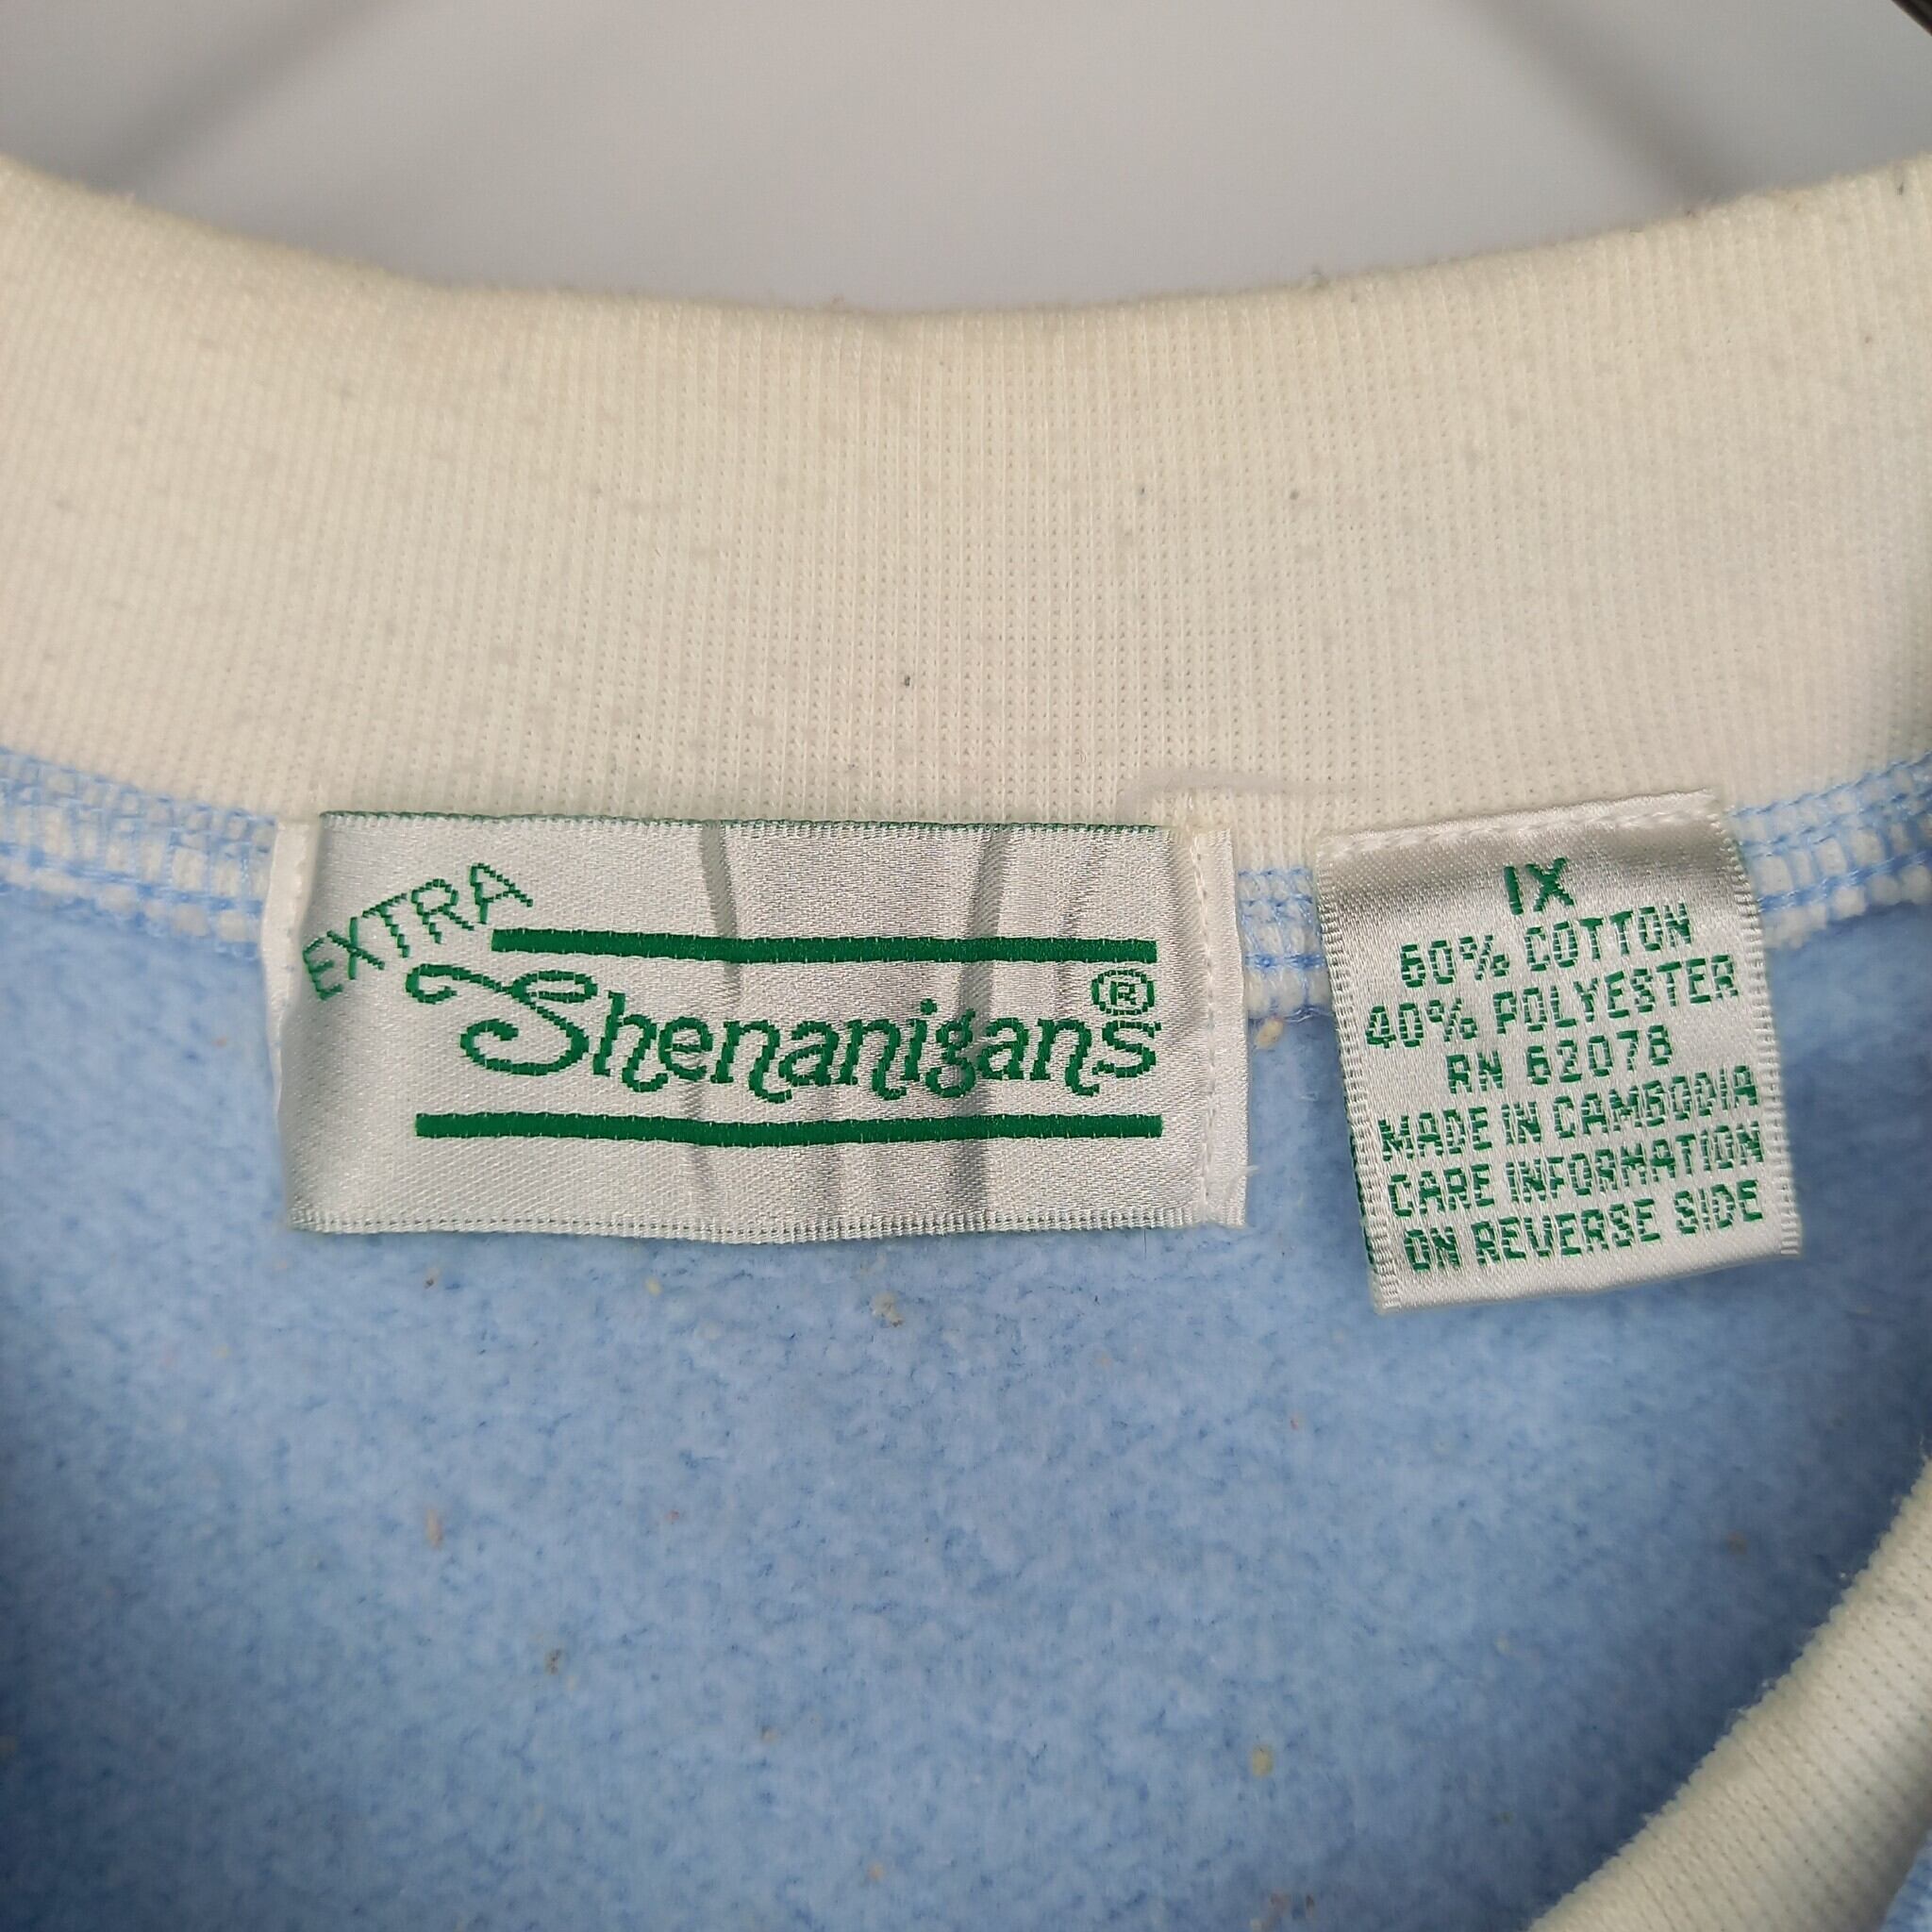 EXTRA
Shenanigans®
1X
60% COTTON
40% POLYESTER
RN 62078
MADE IN CAMBODIA
CARE INFORMATION
ON REVERSE SIDE